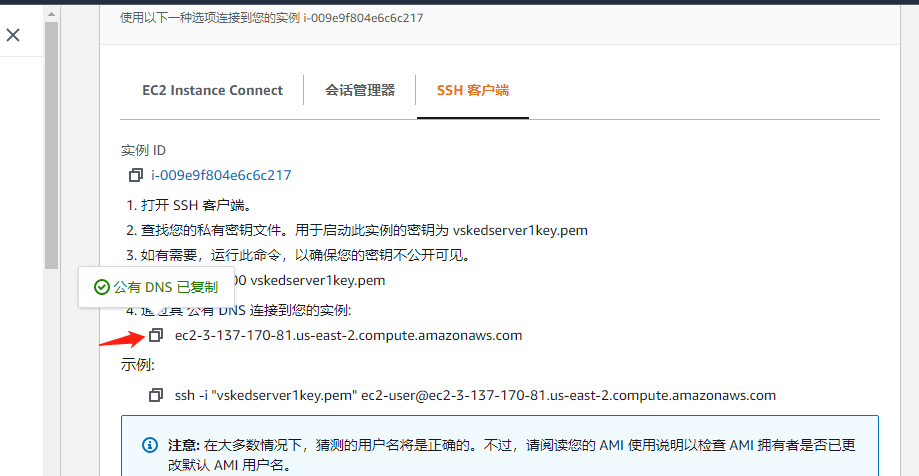 使用以下一种选项连接到您的实例 i-009e9f804e6c6c217
EC2 Instance Connect 会话管理器 SSH 客户端
实例 ID
i-009e9f804e6c6c217
1. 打开 SSH 客户端。
2. 查找您的私有密钥文件。用于启动此实例的密钥为 vskedserver1key.pem
3. 如有需要，运行此命令，以确保您的密钥不公开可见。
00 vskedserver1key.pem
公有 DNS 已复制
4. 通过其 公有 DNS 连接到您的实例:
ec2-3-137-170-81.us-east-2.compute.amazonaws.com
示例:
ssh -i "vskedserver1key.pem" ec2-user@ec2-3-137-170-81.us-east-2.compute.amazonaws.com
注意: 在大多数情况下，猜测的用户名将是正确的。不过，请阅读您的 AMI 使用说明以检查 AMI 拥有者是否已更
改默认 AMI 用户名。